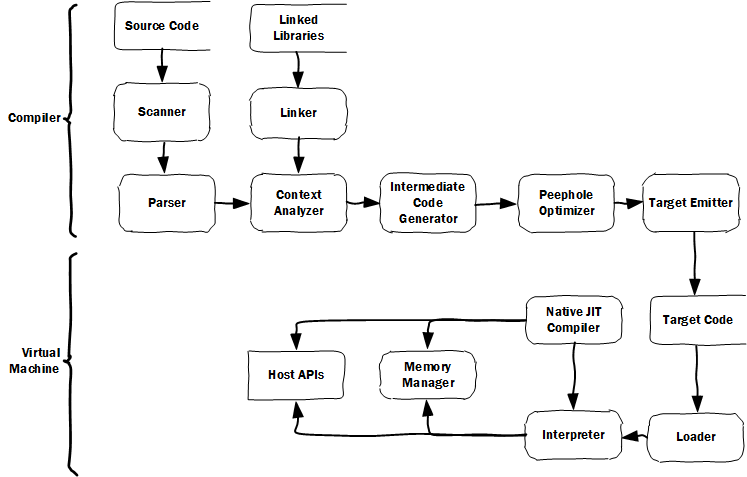 Source Code
Linked
Libraries
Compiler
Scanner
Linker
Parser
Context
Analyzer
Intermediate
Code
Generator
Peephole
Optimizer
Target Emitter
Virtual
Machine
Native JIT
Compiler
Target Code
Host APIs
Memory
Manager
Interpreter
Loader